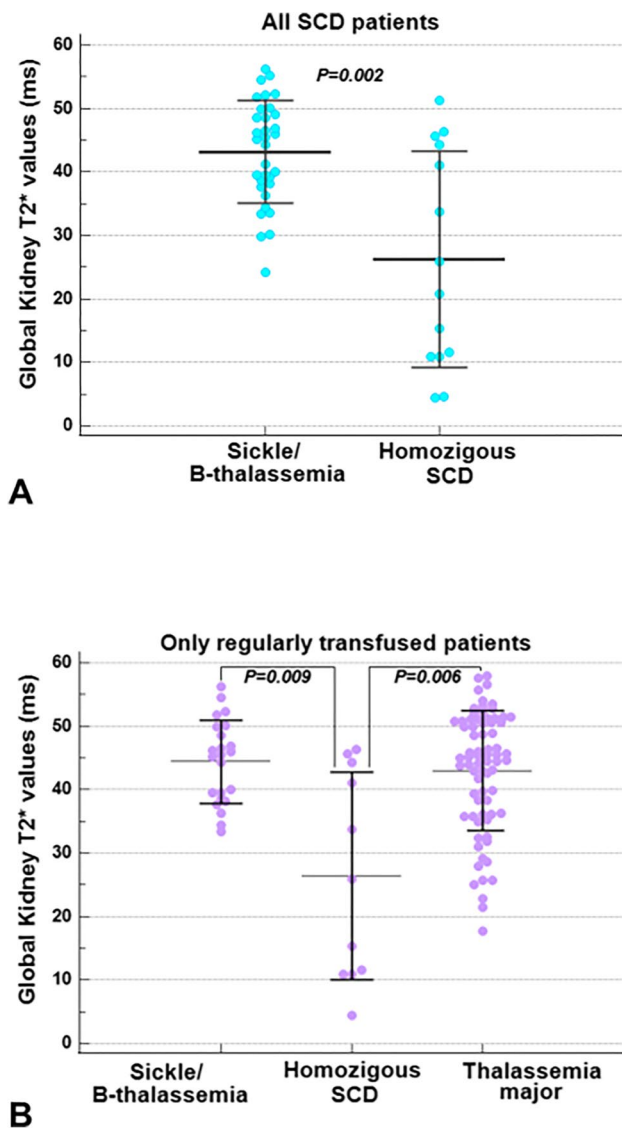 All SCD patients
Global Kidney T2* values (ms)
60
50
40
30
20
10
0
P=0.002
Sickle/
B-thalassemia
Homozigous
SCD
A
Only regularly transfused patients
Global Kidney T2* values (ms)
60
50
40
30
20
10
0
P=0.009
P=0.006
Sickle/
B-thalassemia
Homozigous
SCD
Thalassemia
major
B